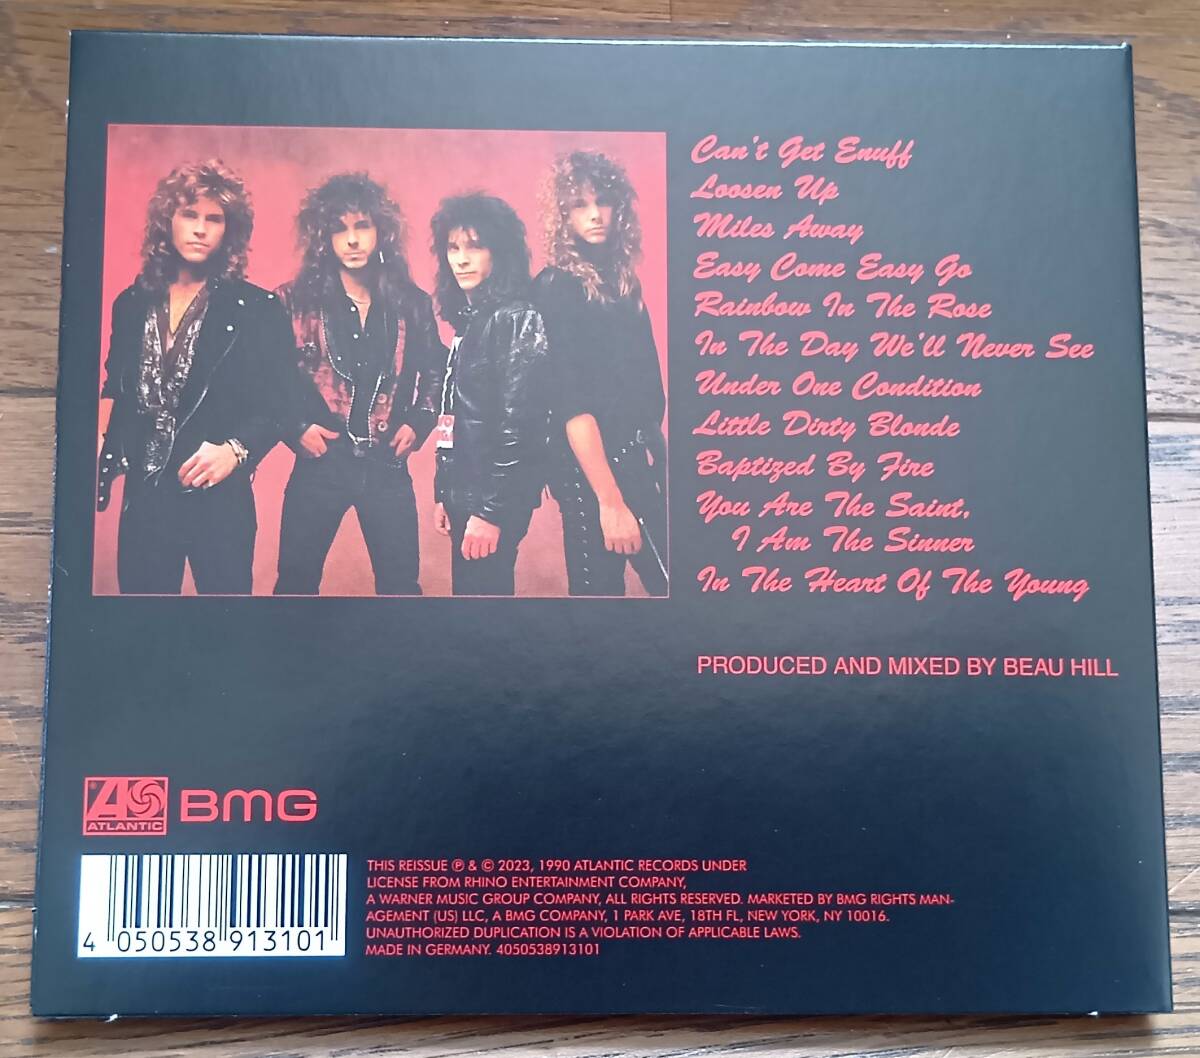 Can't Get Enuff
Loosen Up
Miles Away
Easy Come Easy Go
Rainbow In The Rose
In The Day We'll Never See
Under One Condition
Little Dirty Blonde
Baptized By Fire
You Are The Saint,
I Am The Sinner
In The Heart Of The Young
PRODUCED AND MIXED BY BEAU HILL
ATLANTIC
BMG
THIS REISSUE ℗ & © 2023, 1990 ATLANTIC RECORDS UNDER
LICENSE FROM RHINO ENTERTAINMENT COMPANY,
A WARNER MUSIC GROUP COMPANY, ALL RIGHTS RESERVED. MARKETED BY BMG RIGHTS MAN-
AGEMENT (US) LLC, A BMG COMPANY, 1 PARK AVE, 18TH FL, NEW YORK, NY 10016.
UNAUTHORIZED DUPLICATION IS A VIOLATION OF APPLICABLE LAWS.
MADE IN GERMANY. 4050538913101
4 050538 913101